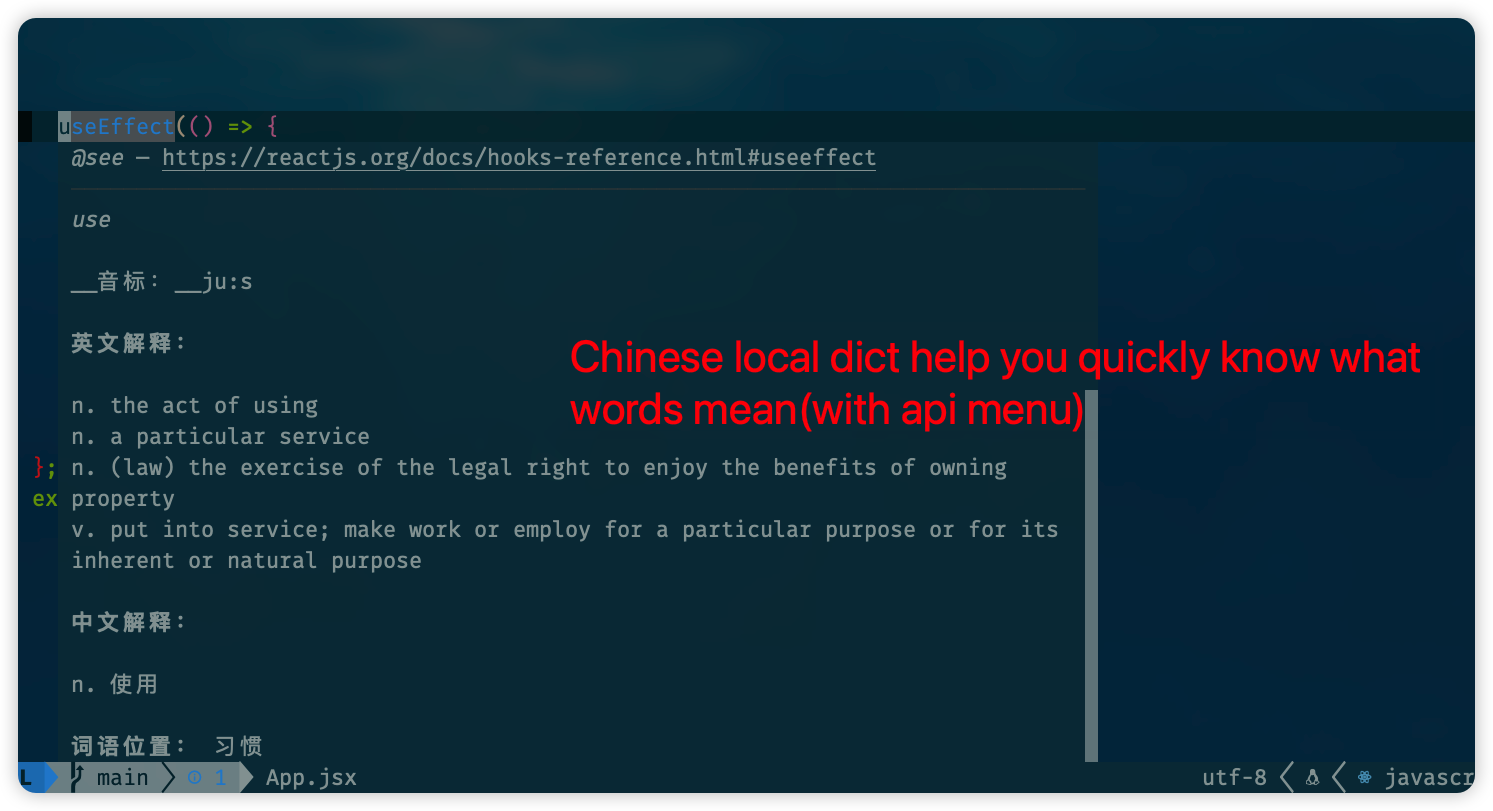 useEffect(() => {
@see — https://reactjs.org/docs/hooks-reference.html#useeffect
use
__音标: __ju:s
英文解释:
Chinese local dict help you quickly know what
words mean(with api menu)
n. the act of using
n. a particular service
}; n. (law) the exercise of the legal right to enjoy the benefits of owning
ex property
v. put into service; make work or employ for a particular purpose or for its
inherent or natural purpose
中文解释:
n. 使用
词语位置: 习惯
L main 1 App.jsx utf-8 javascr